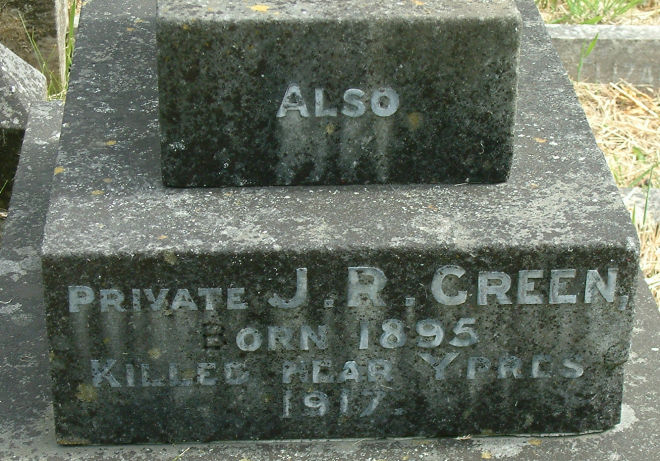 ALSO
PRIVATE J. R. GREEN,
BORN 1895
KILLED NEAR YPRES
1917.